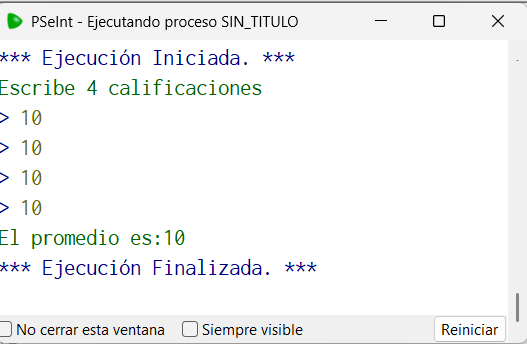 PSeInt - Ejecutando proceso SIN_TITULO
*** Ejecución Iniciada. ***
Escribe 4 calificaciones
> 10
> 10
> 10
> 10
El promedio es:10
*** Ejecución Finalizada. ***
No cerrar esta ventana Siempre visible Reiniciar